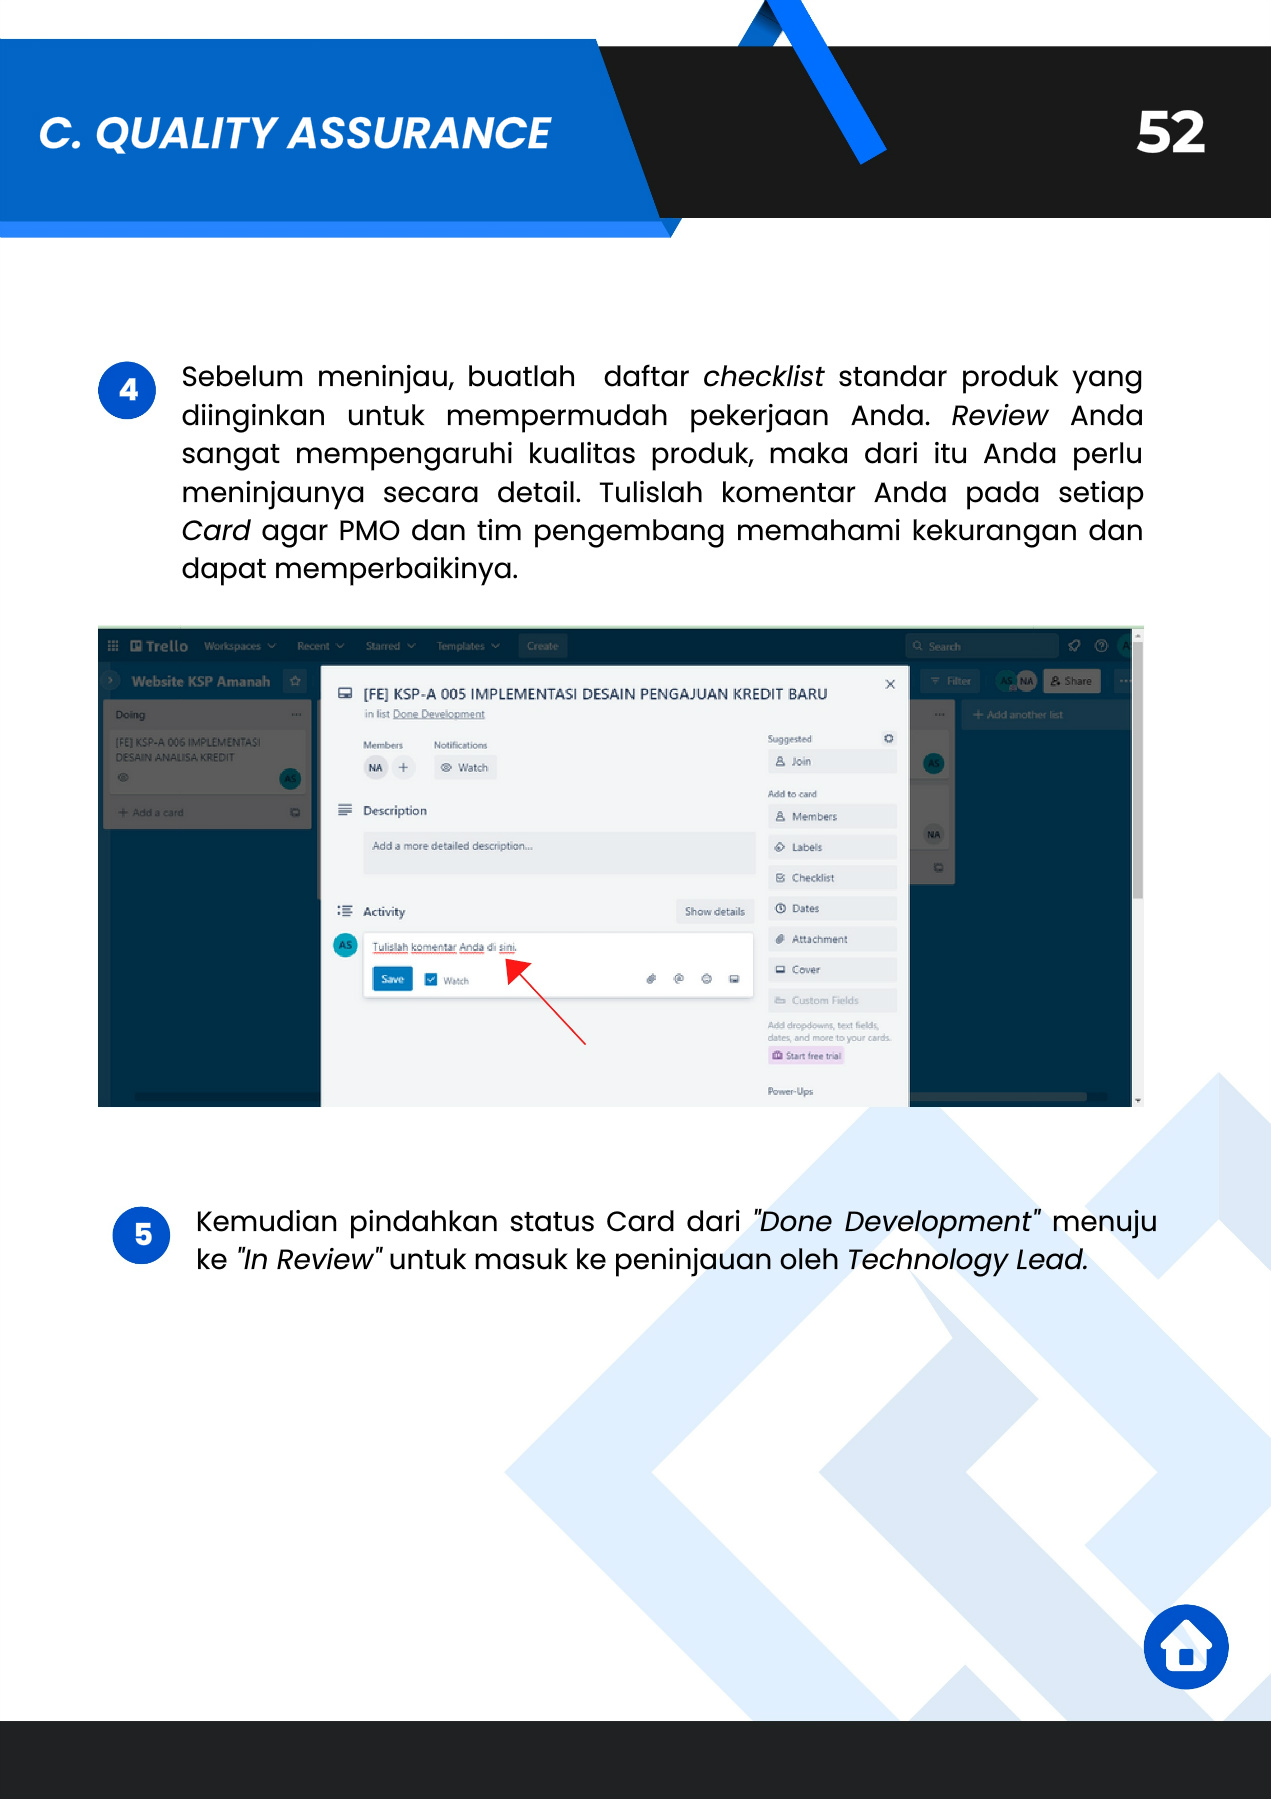 C. QUALITY ASSURANCE
52
4
Sebelum meninjau, buatlah daftar checklist standar produk yang
diinginkan untuk mempermudah pekerjaan Anda. Review Anda
sangat mempengaruhi kualitas produk, maka dari itu Anda perlu
meninjaunya secara detail. Tulislah komentar Anda pada setiap
Card agar PMO dan tim pengembang memahami kekurangan dan
dapat memperbaikinya.
Trello Workspaces Recent Starred Templates Create Search
Website KSP Amanah Filter AS NA Share
Doing
[FE] KSP-A 006 IMPLEMENTASI
DESAIN ANALISA KREDIT
AS
+ Add a card
[FE] KSP-A 005 IMPLEMENTASI DESAIN PENGAJUAN KREDIT BARU
in list Done Development
Members Notifications
NA + Watch
Description
Add a more detailed description...
Activity Show details
AS Tulislah komentar Anda di sini.
Save Watch
Suggested
Join
Add to card
Members
Labels
Checklist
Dates
Attachment
Cover
Custom Fields
Add dropdowns, text fields,
dates, and more to your cards.
Start free trial
Power-Ups
+ Add another list
AS
NA
5
Kemudian pindahkan status Card dari "Done Development" menuju
ke "In Review" untuk masuk ke peninjauan oleh Technology Lead.